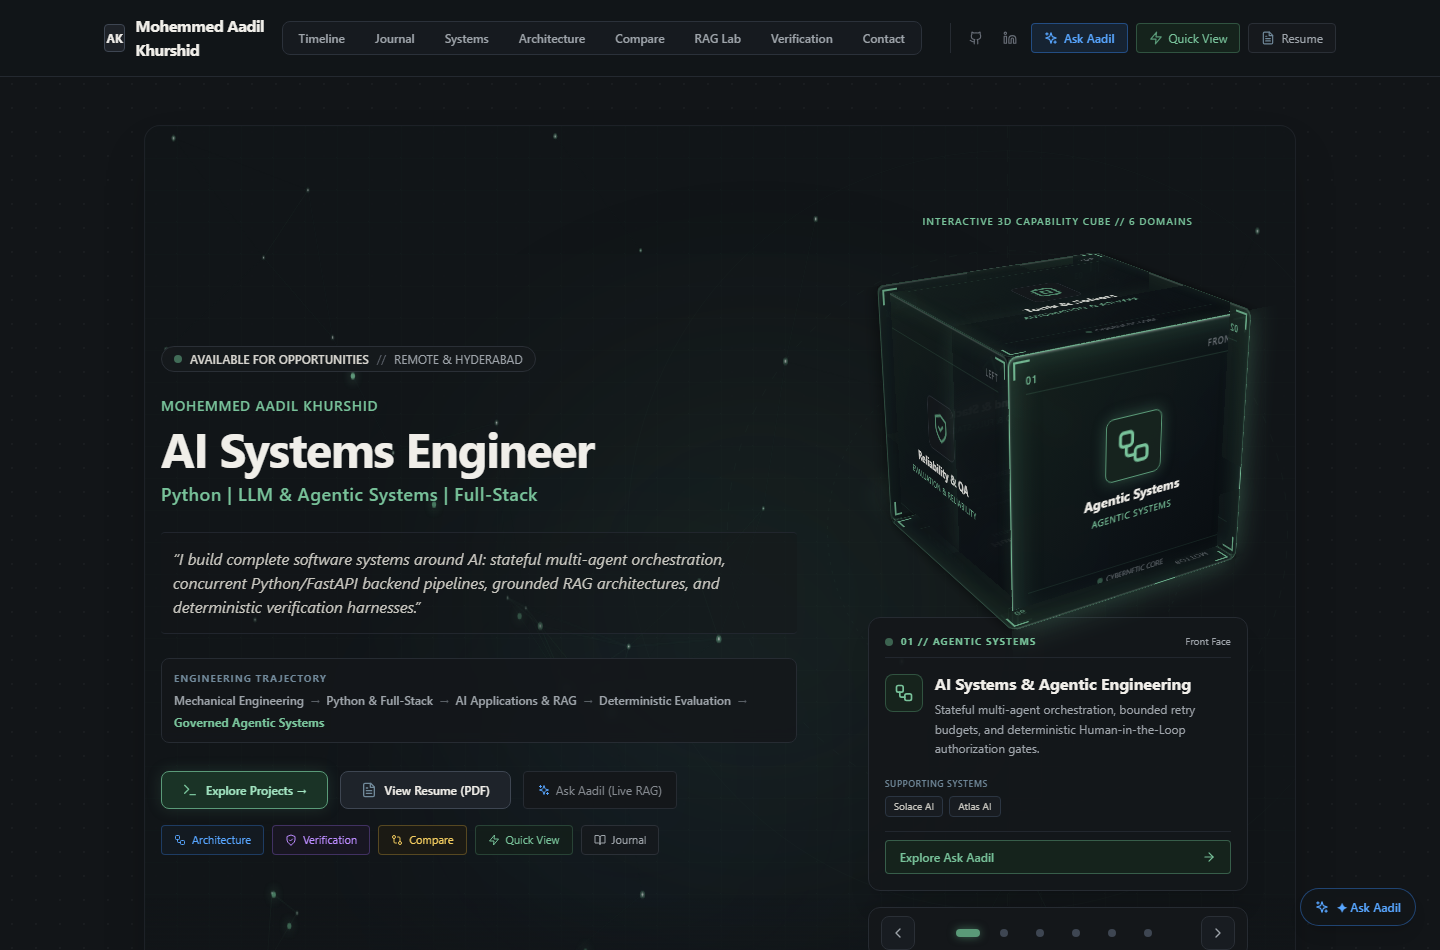 AK
Mohemmed Aadil
Khurshid
Timeline
Journal
Systems
Architecture
Compare
RAG Lab
Verification
Contact
Ask Aadil
Quick View
Resume
AVAILABLE FOR OPPORTUNITIES // REMOTE & HYDERABAD
MOHEMMED AADIL KHURSHID
AI Systems Engineer
Python | LLM & Agentic Systems | Full-Stack
“I build complete software systems around AI: stateful multi-agent orchestration,
concurrent Python/FastAPI backend pipelines, grounded RAG architectures, and
deterministic verification harnesses.”
ENGINEERING TRAJECTORY
Mechanical Engineering → Python & Full-Stack → AI Applications & RAG → Deterministic Evaluation →
Governed Agentic Systems
Explore Projects →
View Resume (PDF)
Ask Aadil (Live RAG)
Architecture
Verification
Compare
Quick View
Journal
INTERACTIVE 3D CAPABILITY CUBE // 6 DOMAINS
LEFT
Reliability & QA
EVALUATION & RELIABILITY
01
Agentic Systems
AGENTIC SYSTEMS
CYBERNETIC CORE
01 // AGENTIC SYSTEMS
Front Face
AI Systems & Agentic Engineering
Stateful multi-agent orchestration, bounded retry
budgets, and deterministic Human-in-the-Loop
authorization gates.
SUPPORTING SYSTEMS
Solace AI
Atlas AI
Explore Ask Aadil
✦ Ask Aadil